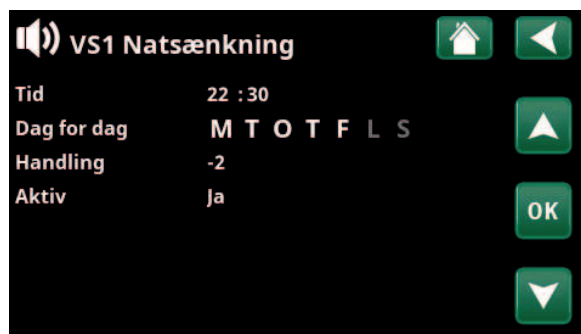 VS1 Natsænkning
Tid 22 :30
Dag for dag M T O T F L S
Handling -2
Aktiv Ja
OK